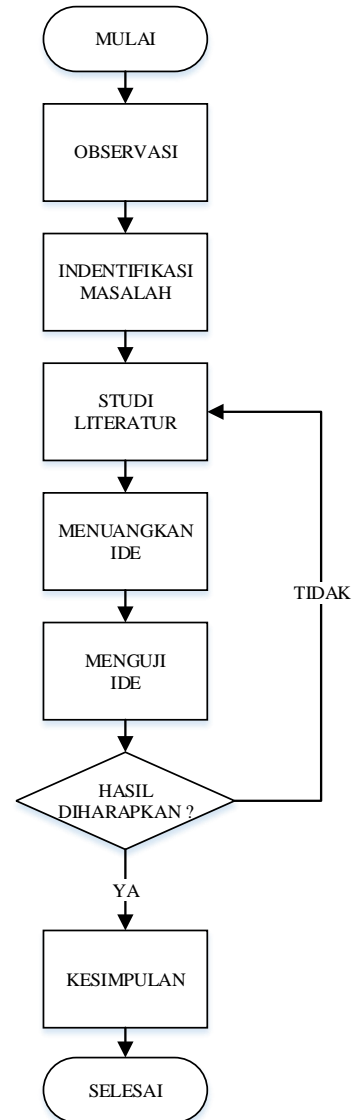 MULAI
OBSERVASI
INDENTIFIKASI
MASALAH
STUDI
LITERATUR
MENUANGKAN
IDE
TIDAK
MENGUJI
IDE
HASIL
DIHARAPKAN ?
YA
KESIMPULAN
SELESAI